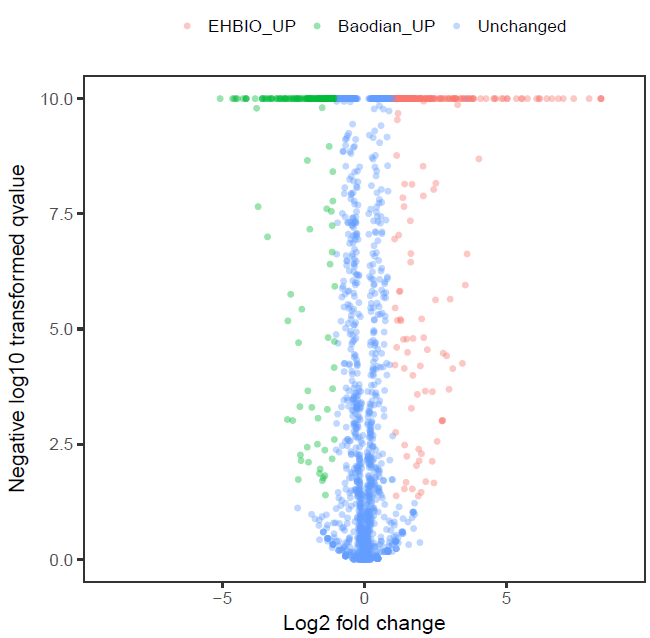 EHBIO_UP Baodian_UP Unchanged
10.0
7.5
5.0
2.5
0.0
Negative log10 transformed qvalue
−5 0 5
Log2 fold change